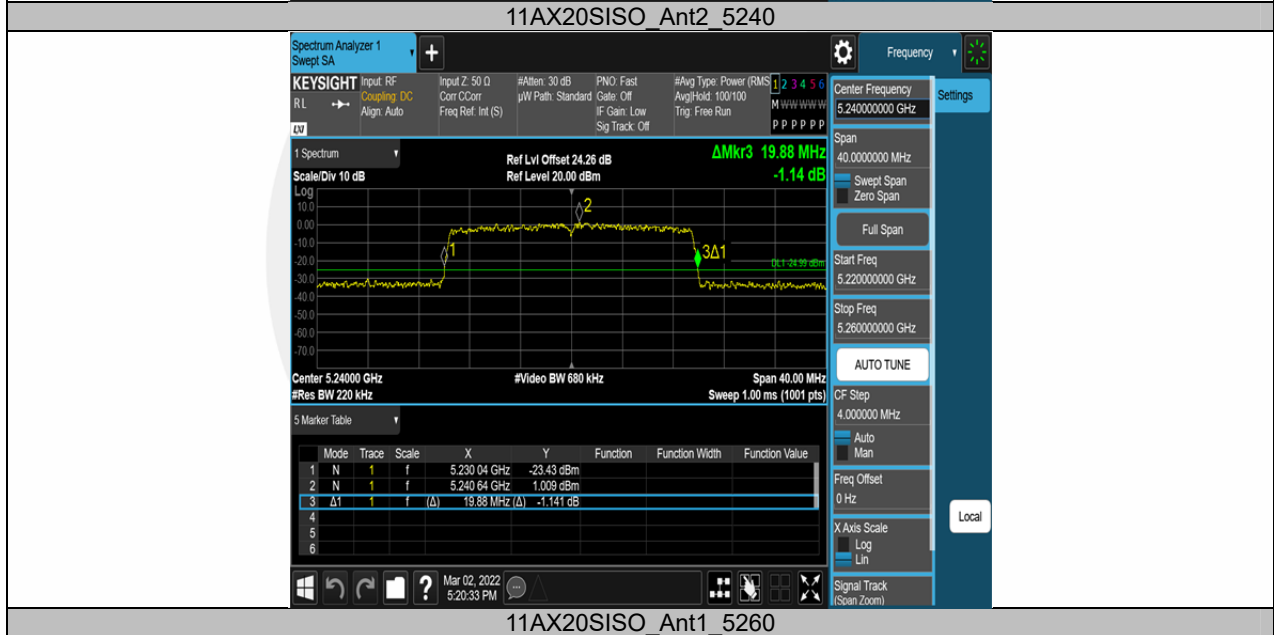 11AX20SISO_Ant2_5240
Spectrum Analyzer 1
Swept SA
+
Frequency
KEYSIGHT
Input: RF
Input Z: 50 Ω
#Atten: 30 dB
PNO: Fast
#Avg Type: Power (RMS
1 2 3 4 5 6
RL
Coupling: DC
Corr CCorr
µW Path: Standard
Gate: Off
Avg|Hold: 100/100
M W W W W W
Align: Auto
Freq Ref: Int (S)
IF Gain: Low
Trig: Free Run
Sig Track: Off
P P P P P P
LXI
Center Frequency
5.240000000 GHz
Settings
Span
40.0000000 MHz
Swept Span
Zero Span
Full Span
Start Freq
5.220000000 GHz
Stop Freq
5.260000000 GHz
AUTO TUNE
CF Step
4.000000 MHz
Auto
Man
Freq Offset
0 Hz
X Axis Scale
Log
Lin
Signal Track
(Span Zoom)
Local
1 Spectrum
Ref Lvl Offset 24.26 dB
ΔMkr3 19.88 MHz
Scale/Div 10 dB
Ref Level 20.00 dBm
-1.14 dB
Log
10.0
0.00
-10.0
-20.0
-30.0
-40.0
-50.0
-60.0
-70.0
2
1
3Δ1
DL1 -24.99 dBm
Center 5.24000 GHz
#Video BW 680 kHz
Span 40.00 MHz
#Res BW 220 kHz
Sweep 1.00 ms (1001 pts)
5 Marker Table
Mode Trace Scale X Y Function Function Width Function Value
1 N 1 f 5.230 04 GHz -23.43 dBm
2 N 1 f 5.240 64 GHz 1.009 dBm
3 Δ1 1 f (Δ) 19.88 MHz (Δ) -1.141 dB
4
5
6
?
Mar 02, 2022
5:20:33 PM
11AX20SISO_Ant1_5260